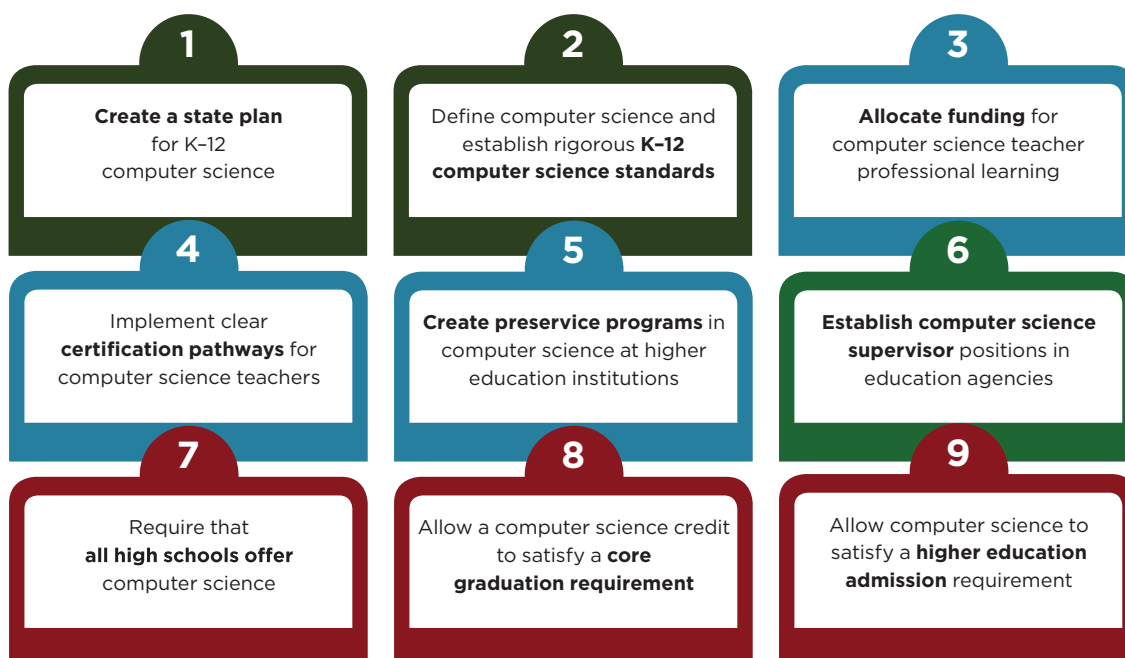 1
Create a state plan
for K–12
computer science
2
Define computer science and
establish rigorous K–12
computer science standards
3
Allocate funding for
computer science teacher
professional learning
4
Implement clear
certification pathways for
computer science teachers
5
Create preservice programs in
computer science at higher
education institutions
6
Establish computer science
supervisor positions in
education agencies
7
Require that
all high schools offer
computer science
8
Allow a computer science credit
to satisfy a core
graduation requirement
9
Allow computer science to
satisfy a higher education
admission requirement